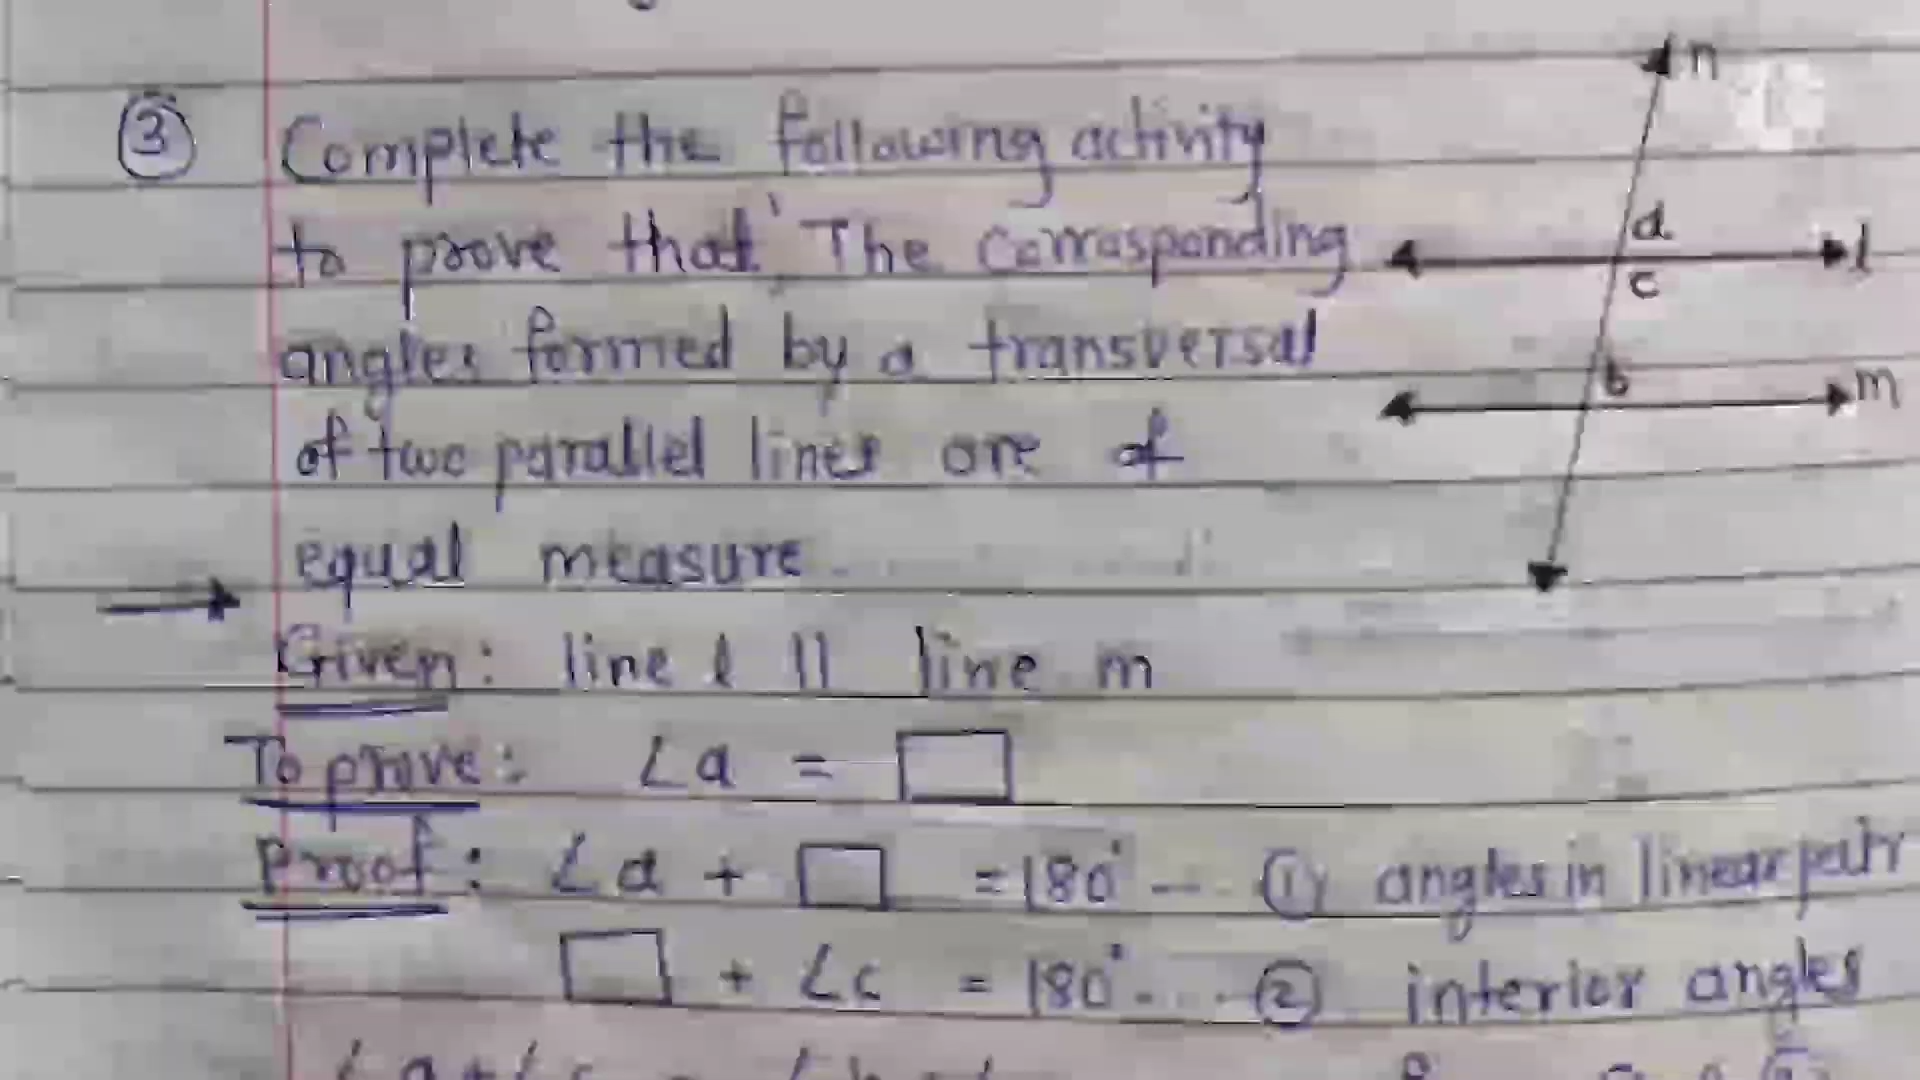 ③ Complete the following activity
to prove that 'The corrasponding
angles formed by a transversal
of two parallel lines are of
equal measure.
n
a
l
c
b
m
Given: line l || line m
To prove: ∠a = □
Proof: ∠a + □ = 180° --- ① angles in linear pair
□ + ∠c = 180° .... ② interior angles
∠a + ∠c = ∠b +